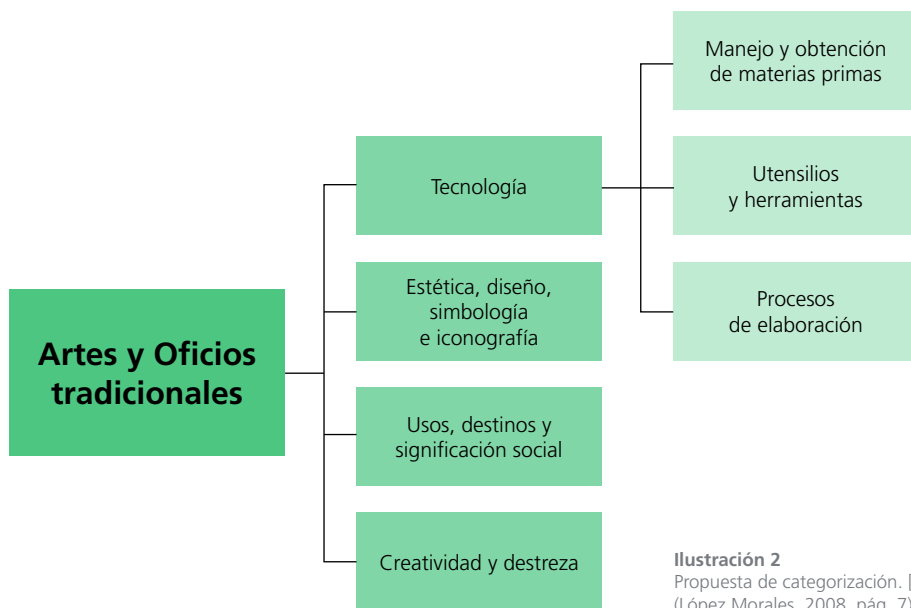 Artes y Oficios
tradicionales
Tecnología
Manejo y obtención
de materias primas
Utensilios
y herramientas
Procesos
de elaboración
Estética, diseño,
simbología
e iconografía
Usos, destinos y
significación social
Creatividad y destreza
Ilustración 2
Propuesta de categorización. [
(López Morales, 2008, pág. 7)